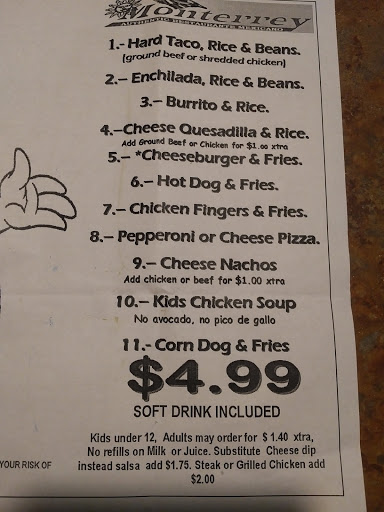 Monterrey
AUTHENTIC RESTAURANTE MEXICANO
1.- Hard Taco, Rice & Beans.
(ground beef or shredded chicken)
2.– Enchilada, Rice & Beans.
3.– Burrito & Rice.
4.–Cheese Quesadilla & Rice.
Add Ground Beef or Chicken for $1.00 xtra
5.– *Cheeseburger & Fries.
6.– Hot Dog & Fries.
7.– Chicken Fingers & Fries.
8.– Pepperoni or Cheese Pizza.
9.– Cheese Nachos
Add chicken or beef for $1.00 xtra
10.– Kids Chicken Soup
No avocado, no pico de gallo
11.- Corn Dog & Fries
$4.99
SOFT DRINK INCLUDED
Kids under 12, Adults may order for $ 1.40 xtra,
No refills on Milk or Juice. Substitute Cheese dip
YOUR RISK OF instead salsa add $1.75. Steak or Grilled Chicken add
$2.00